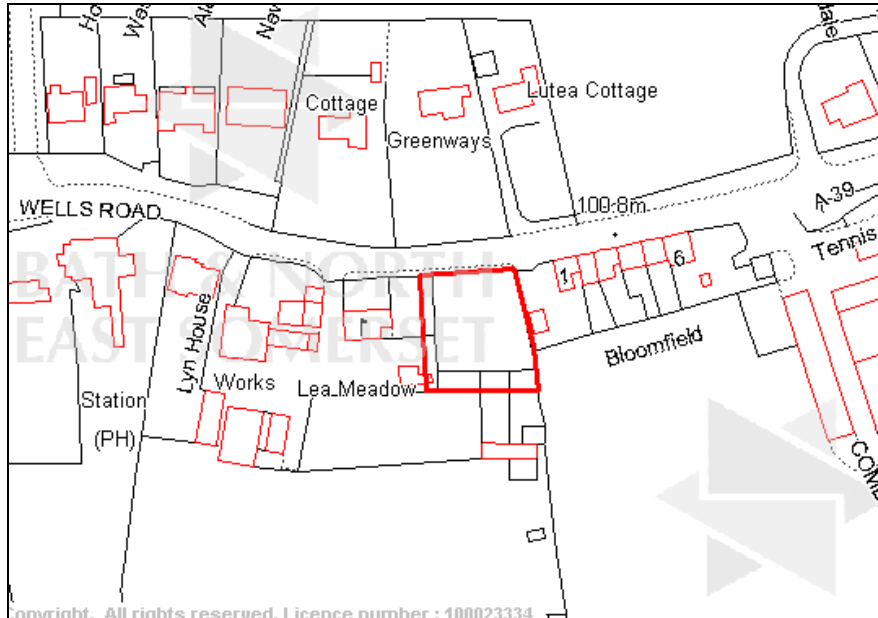 Cottage
Lutea Cottage
Greenways
WELLS ROAD
100.8m
A 39
Tennis
BATH & NORTH
EAST SOMERSET
1
6
Bloomfield
Lyn House
Works
Lea Meadow
Station
(PH)
Copyright. All rights reserved. Licence number : 100023334